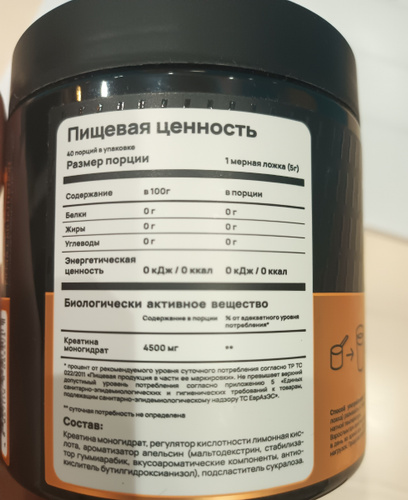 Пищевая ценность
40 порций в упаковке
Размер порции 1 мерная ложка (5г)
Содержание в 100г в порции
Белки 0 г 0 г
Жиры 0 г 0 г
Углеводы 0 г 0 г
Энергетическая
ценность 0 кДж / 0 ккал 0 кДж / 0 ккал
Биологически активное вещество
Содержание в порции % от адекватного уровня
потребления*
Креатина
моногидрат 4500 мг **
* процент от рекомендуемого уровня суточного потребления согласно ТР ТС
022/2011 «Пищевая продукция в части ее маркировки». Не превышает верхний
допустимый уровень потребления согласно приложению 5 «Единых
санитарно-эпидемиологических и гигиенических требований к товарам,
подлежащим санитарно-эпидемиологическому надзору ТС ЕврАзЭС».
** суточная потребность не определена
Состав:
Креатина моногидрат, регулятор кислотности лимонная кис-
лота, ароматизатор апельсин (мальтодекстрин, стабилиза-
тор гуммиарабик, вкусоароматические компоненты, антио-
кислитель бутилгидроксианизол), подсластитель сукралоза.